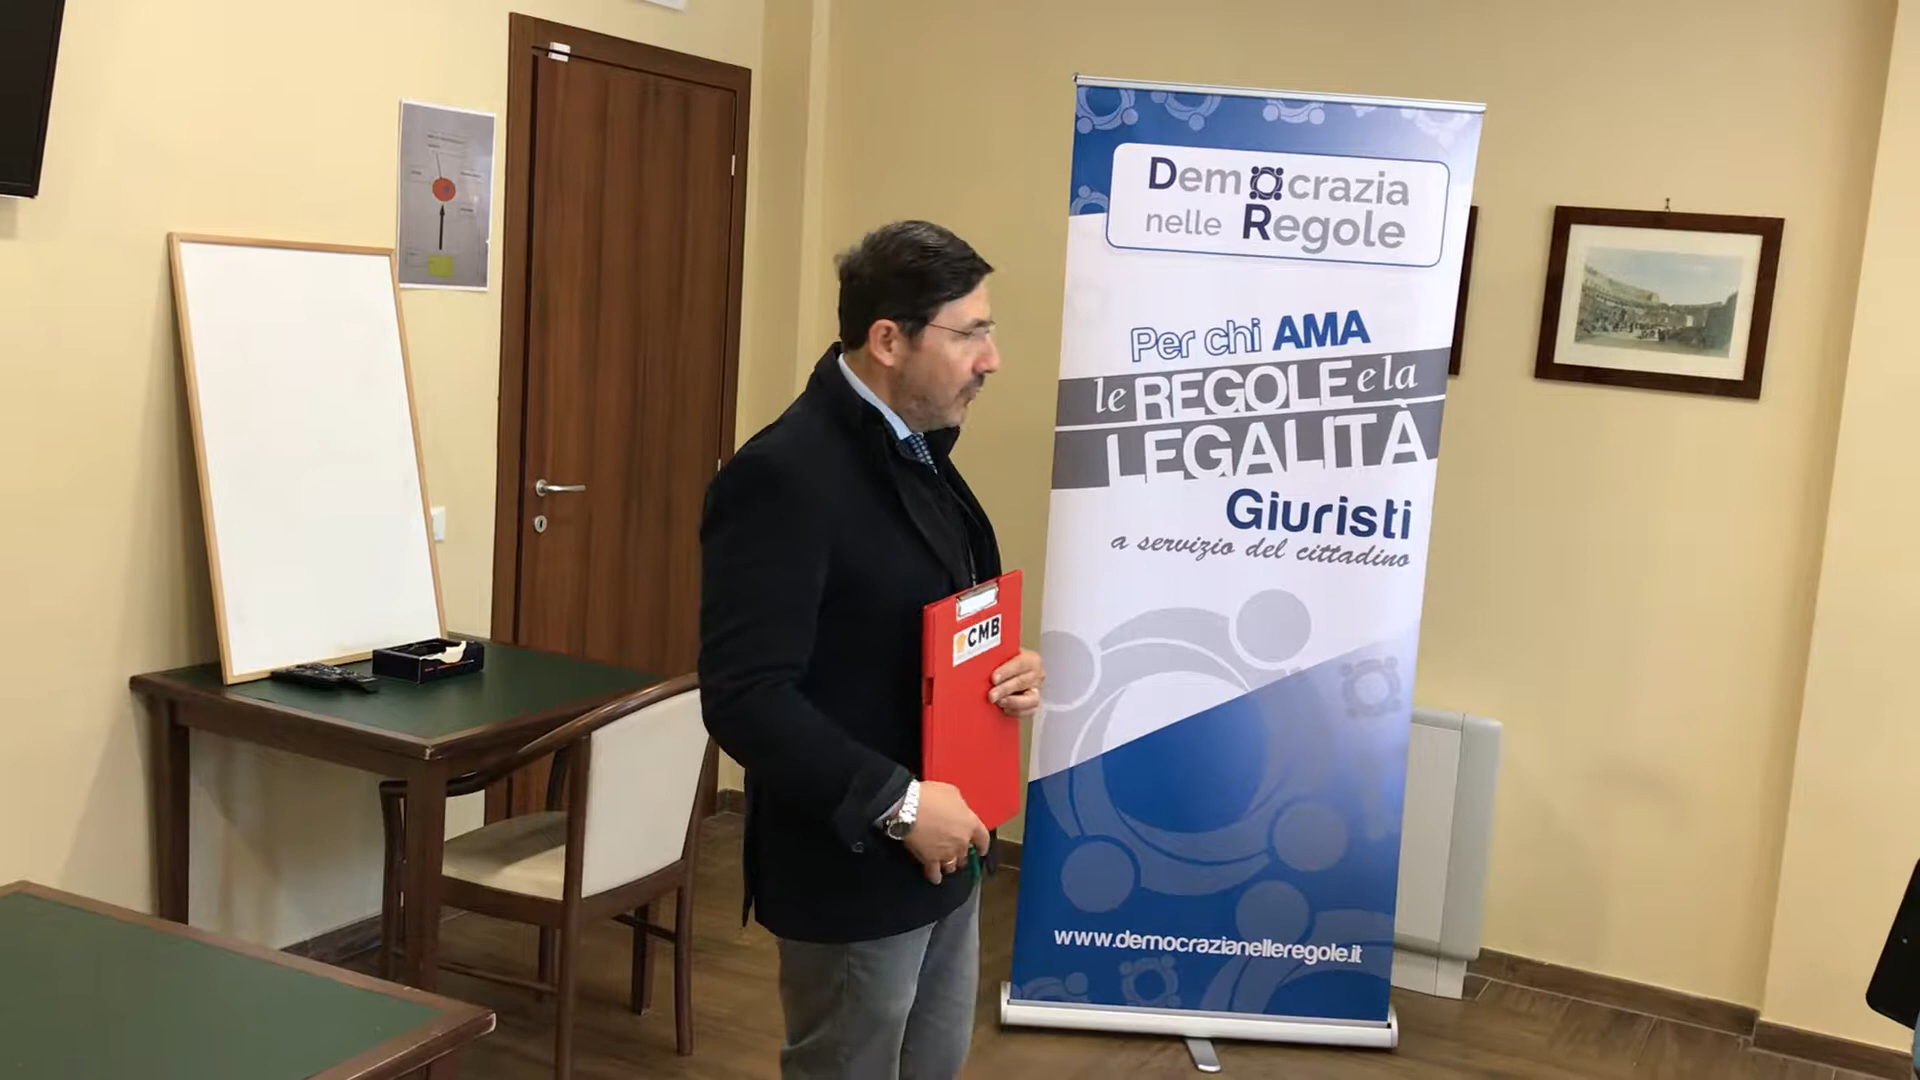 Democrazia
nelle Regole
Per chi AMA
le REGOLE e la
LEGALITÀ
Giuristi
a servizio del cittadino
www.democrazianelleregole.it
CMB